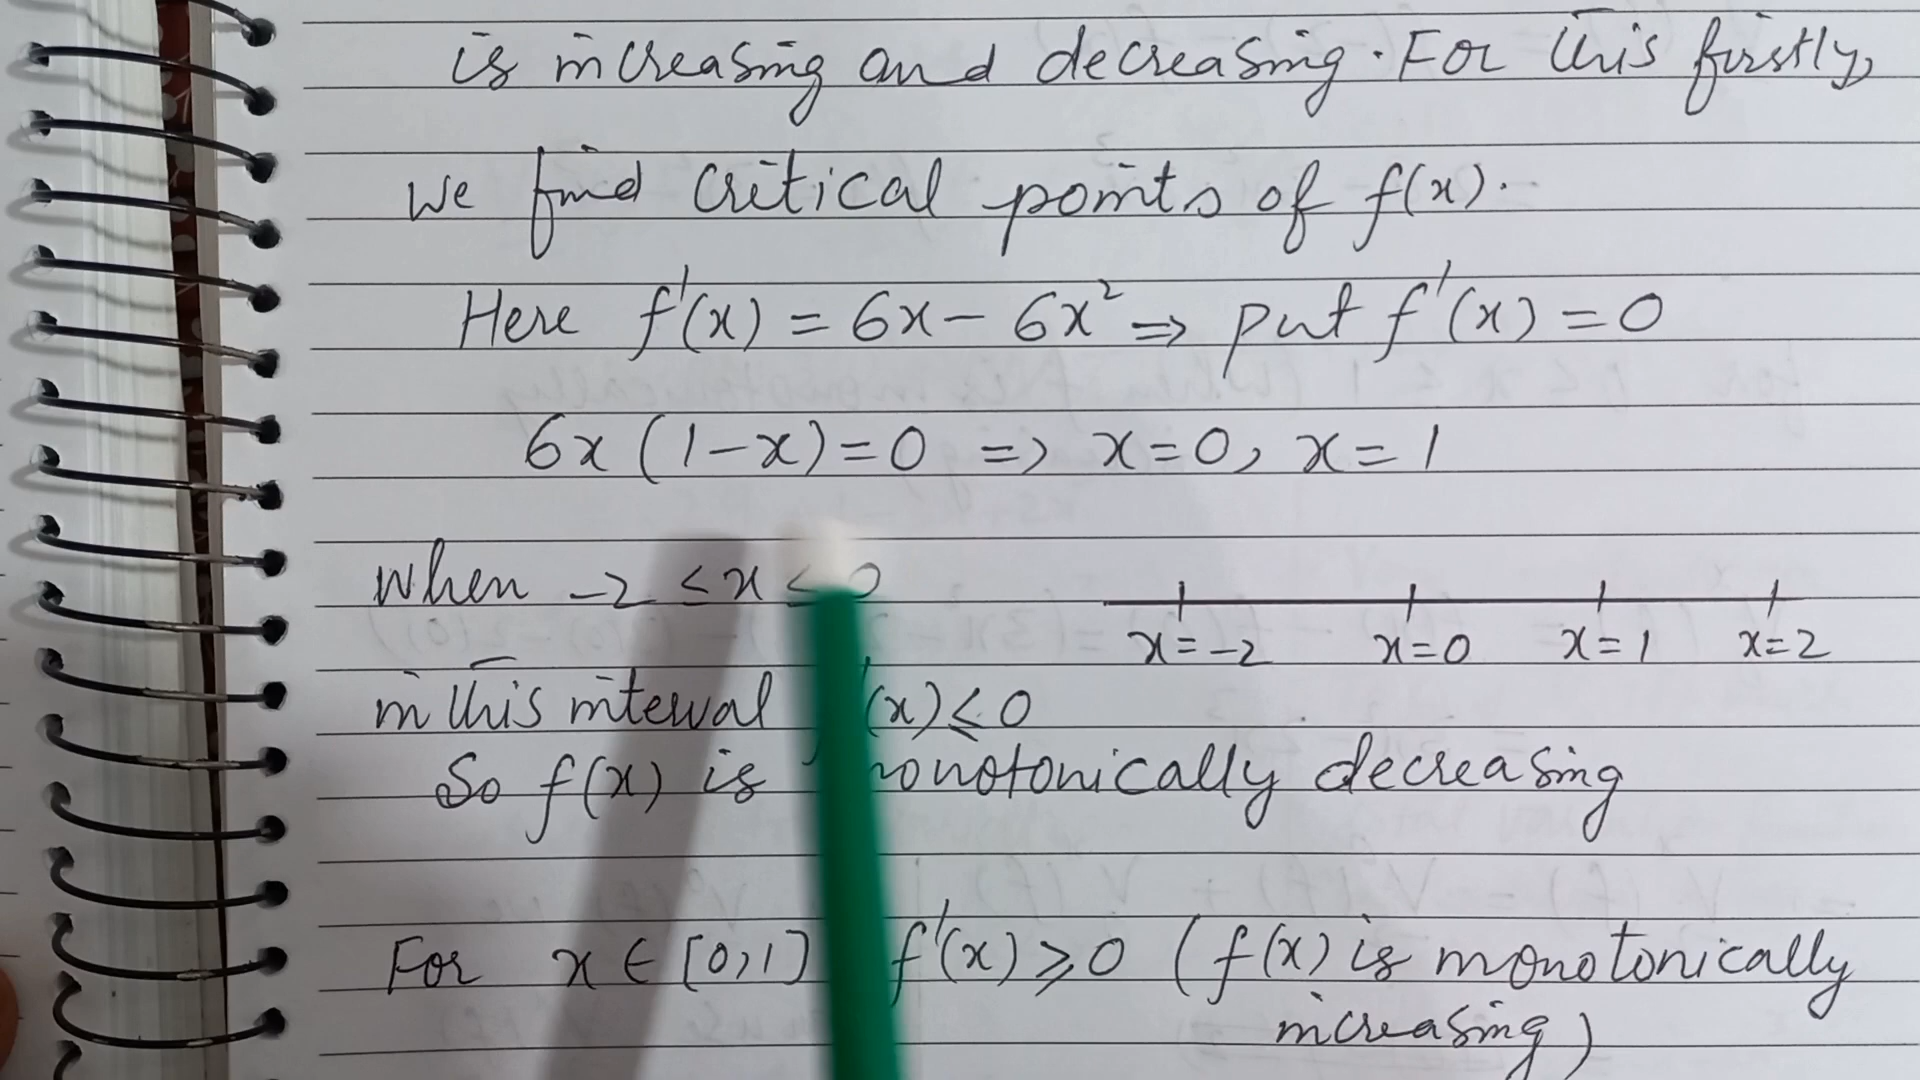 is increasing and decreasing. For this firstly,
we find critical points of f(x).
Here f'(x) = 6x - 6x² => put f'(x) = 0
6x (1-x) = 0 => x=0, x=1
When -2 ≤ x ≤ 0
x=-2 x=0 x=1 x=2
in this interval (x) ≤ 0
So f(x) is monotonically decreasing
For x ∈ [0,1] f'(x) ≥ 0 (f(x) is monotonically
increasing)